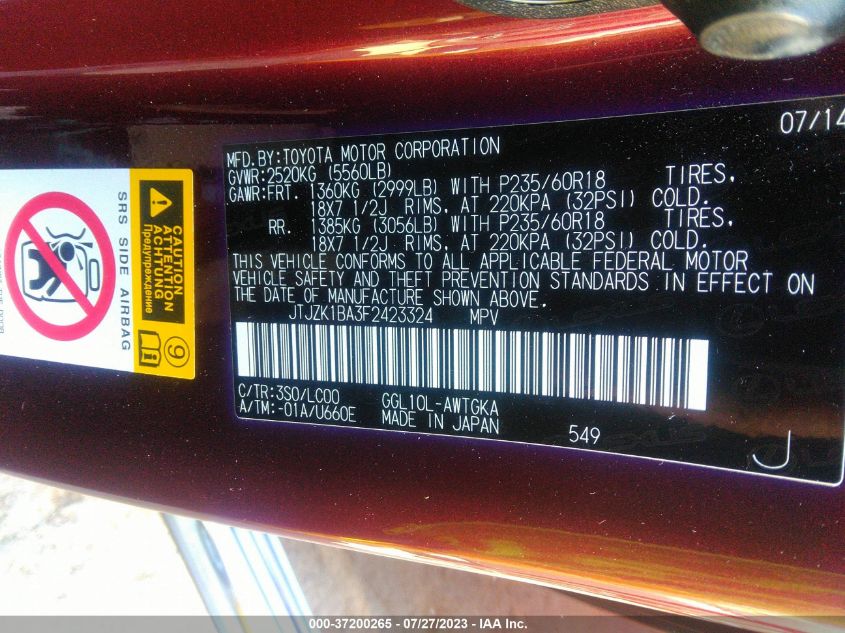 07/14
MFD.BY:TOYOTA MOTOR CORPORATION
GVWR:2520KG (5560LB)
GAWR:FRT. 1360KG (2999LB) WITH P235/60R18 TIRES,
18X7 1/2J RIMS, AT 220KPA (32PSI) COLD.
RR. 1385KG (3056LB) WITH P235/60R18 TIRES,
18X7 1/2J RIMS, AT 220KPA (32PSI) COLD.
THIS VEHICLE CONFORMS TO ALL APPLICABLE FEDERAL MOTOR
VEHICLE SAFETY AND THEFT PREVENTION STANDARDS IN EFFECT ON
THE DATE OF MANUFACTURE SHOWN ABOVE.
JTJZK1BA3F2423324 MPV
C/TR:3S0/LC00 GGL10L-AWTGKA
A/TM:-01A/U660E MADE IN JAPAN
549
J
SRS SIDE AIRBAG
CAUTION
ATTENTION
ACHTUNG
Предупреждение
9
000-37200265 - 07/27/2023 - IAA Inc.